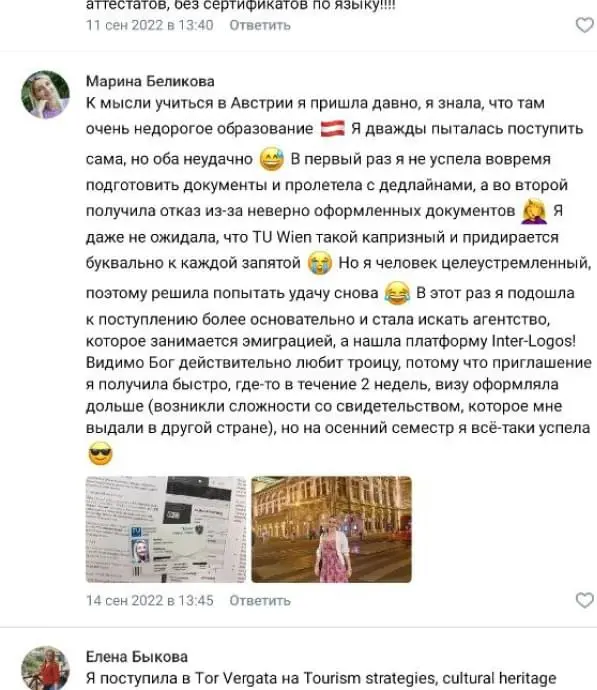 аттестатов, без сертификатов по языку!!!!
11 сен 2022 в 13:40 Ответить
Марина Беликова
К мысли учиться в Австрии я пришла давно, я знала, что там
очень недорогое образование 🇦🇹 Я дважды пыталась поступить
сама, но оба неудачно 😅 В первый раз я не успела вовремя
подготовить документы и пролетела с дедлайнами, а во второй
получила отказ из-за неверно оформленных документов 🤦‍♀️ Я
даже не ожидала, что TU Wien такой капризный и придирается
буквально к каждой запятой 😭 Но я человек целеустремленный,
поэтому решила попытать удачу снова 😂 В этот раз я подошла
к поступлению более основательно и стала искать агентство,
которое занимается эмиграцией, а нашла платформу Inter-Logos!
Видимо Бог действительно любит троицу, потому что приглашение
я получила быстро, где-то в течение 2 недель, визу оформляла
дольше (возникли сложности со свидетельством, которое мне
выдали в другой стране), но на осенний семестр я всё-таки успела
😎
14 сен 2022 в 13:45 Ответить
Елена Быкова
Я поступила в Tor Vergata на Tourism strategies, cultural heritage